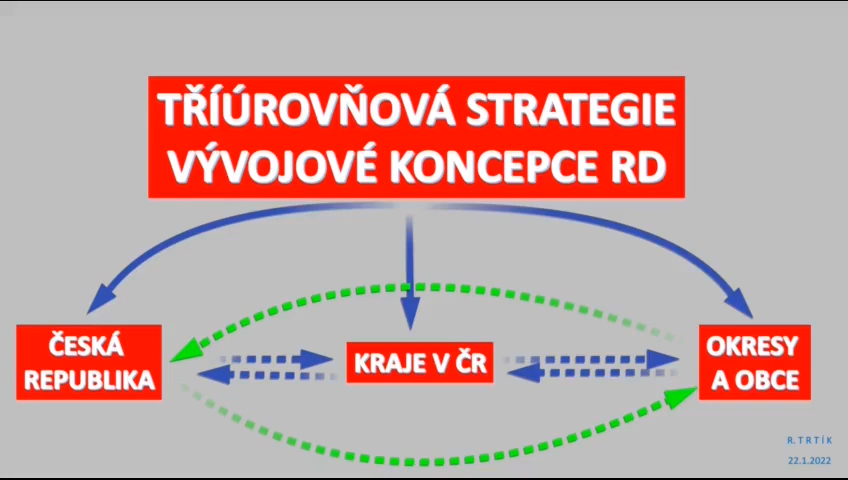 TŘÍÚROVŇOVÁ STRATEGIE
VÝVOJOVÉ KONCEPCE RD
ČESKÁ
REPUBLIKA
KRAJE V ČR
OKRESY
A OBCE
R. TRTÍK
22.1.2022